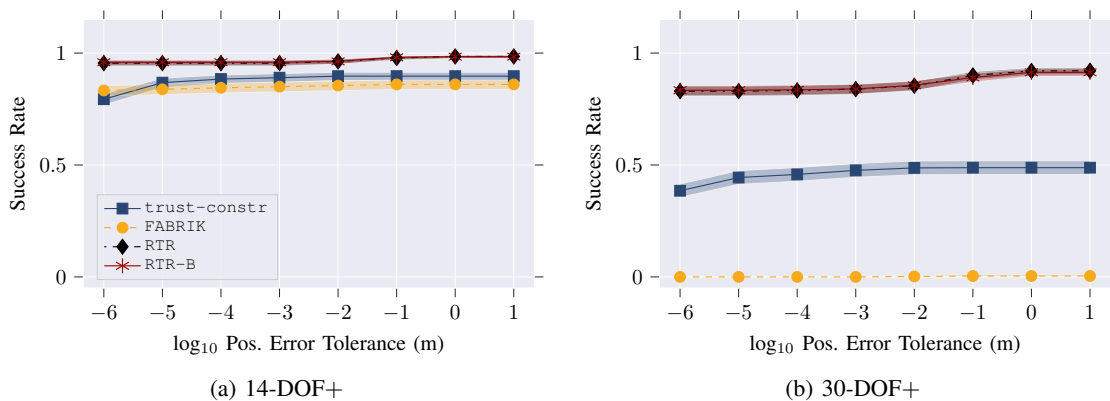 1
0.5
0
Success Rate
trust-constr
FABRIK
RTR
RTR-B
−6 −5 −4 −3 −2 −1 0 1
log10 Pos. Error Tolerance (m)
(a) 14-DOF+
1
0.5
0
Success Rate
−6 −5 −4 −3 −2 −1 0 1
log10 Pos. Error Tolerance (m)
(b) 30-DOF+